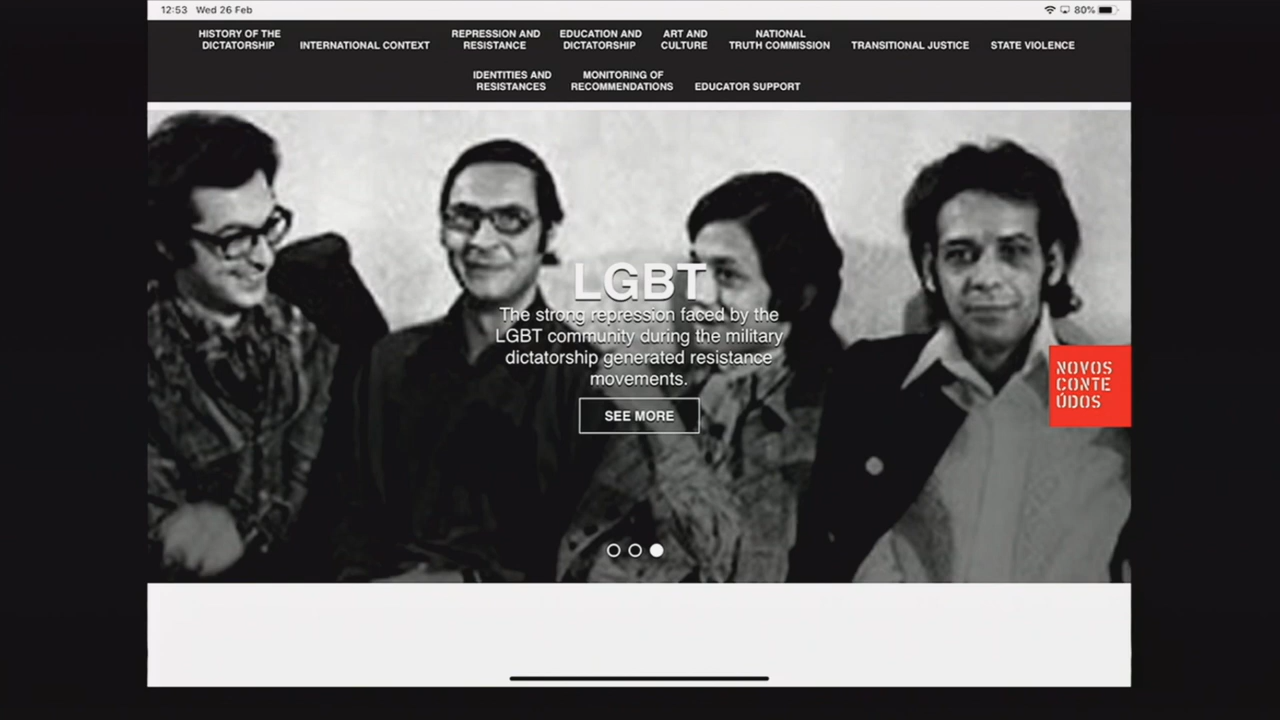 12:53 Wed 26 Feb
80%
HISTORY OF THE
DICTATORSHIP
INTERNATIONAL CONTEXT
REPRESSION AND
RESISTANCE
EDUCATION AND
DICTATORSHIP
ART AND
CULTURE
NATIONAL
TRUTH COMMISSION
TRANSITIONAL JUSTICE
STATE VIOLENCE
IDENTITIES AND
RESISTANCES
MONITORING OF
RECOMMENDATIONS
EDUCATOR SUPPORT
LGBT
The strong repression faced by the
LGBT community during the military
dictatorship generated resistance
movements.
SEE MORE
NOVOS
CONTE
ÚDOS